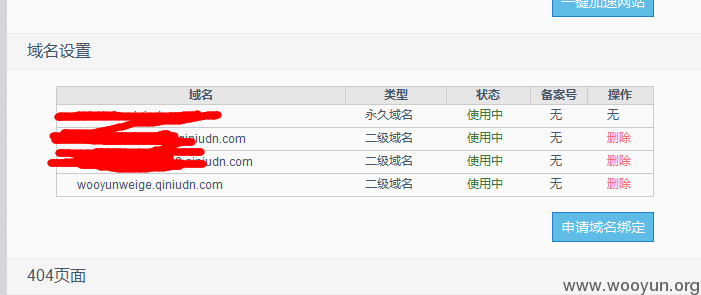 一键加速网站
域名设置
域名 类型 状态 备案号 操作
永久域名 使用中 无 无
qiniudn.com 二级域名 使用中 无 删除
qiniudn.com 二级域名 使用中 无 删除
wooyunweige.qiniudn.com 二级域名 使用中 无 删除
申请域名绑定
404页面
www.wooyun.org